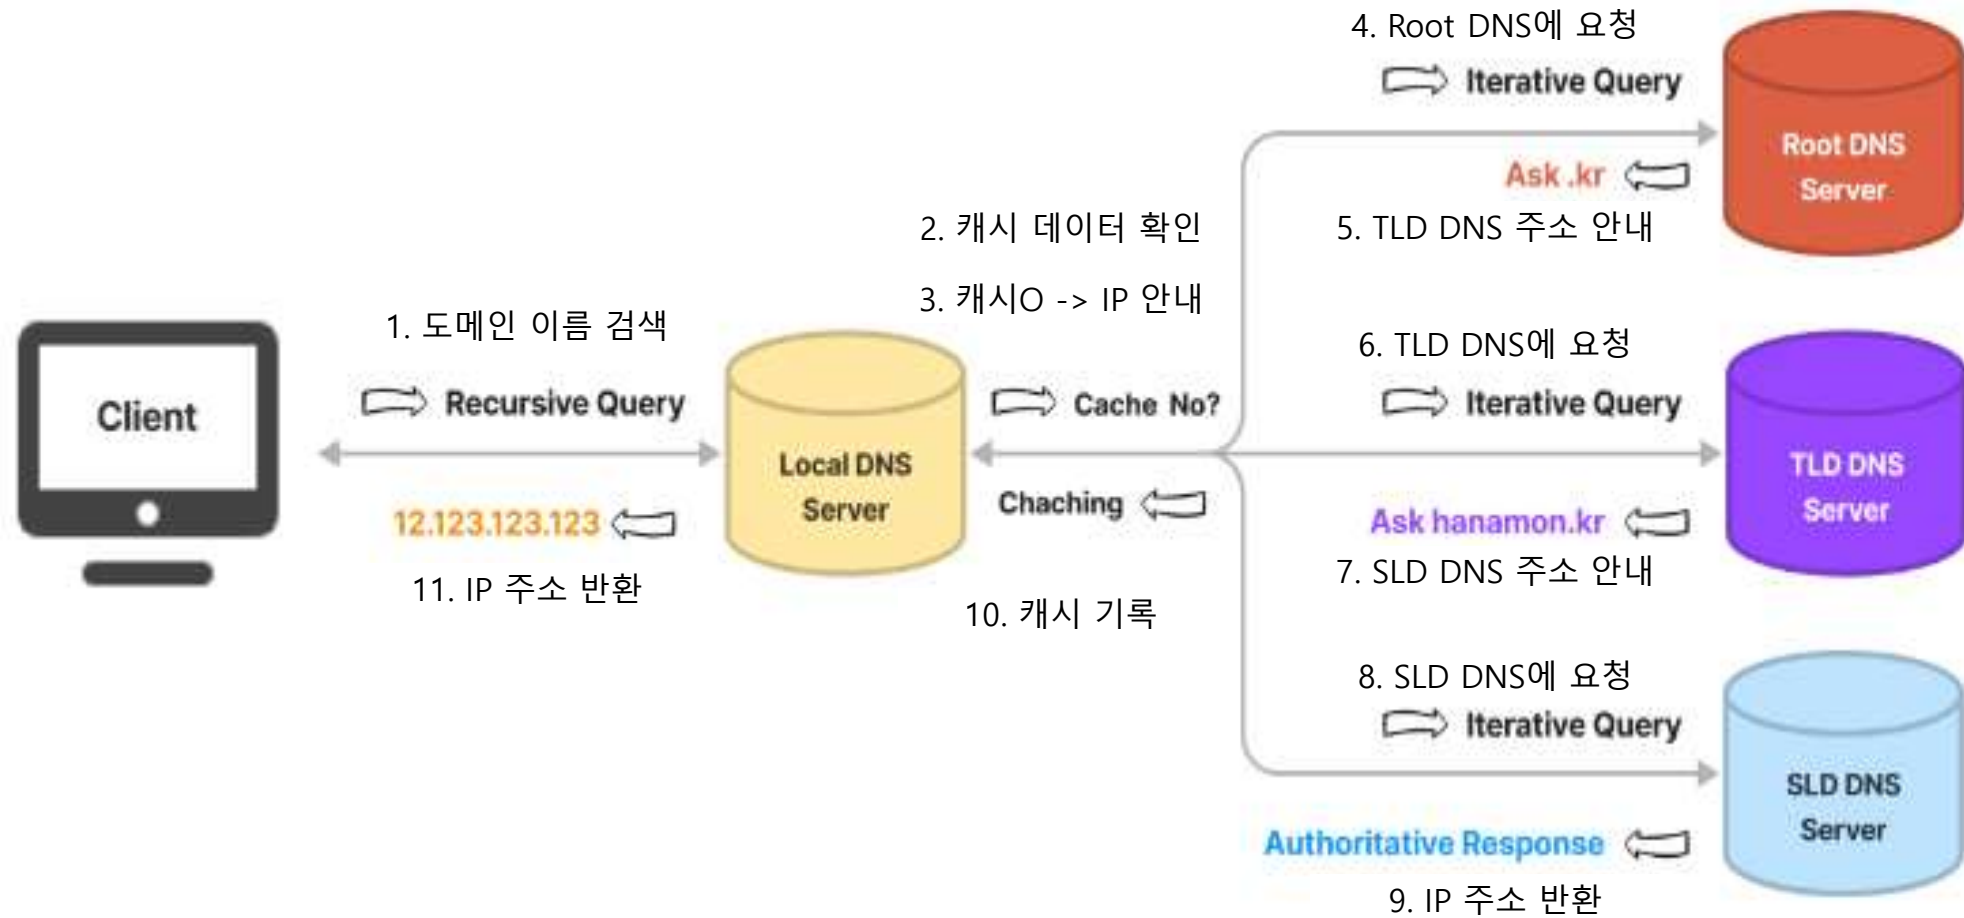 4. Root DNS에 요청
Iterative Query
Root DNS
Server
Ask .kr
5. TLD DNS 주소 안내
2. 캐시 데이터 확인
3. 캐시O -> IP 안내
1. 도메인 이름 검색
Client
Recursive Query
12.123.123.123
11. IP 주소 반환
Local DNS
Server
Cache No?
Chaching
10. 캐시 기록
6. TLD DNS에 요청
Iterative Query
TLD DNS
Server
Ask hanamon.kr
7. SLD DNS 주소 안내
8. SLD DNS에 요청
Iterative Query
SLD DNS
Server
Authoritative Response
9. IP 주소 반환